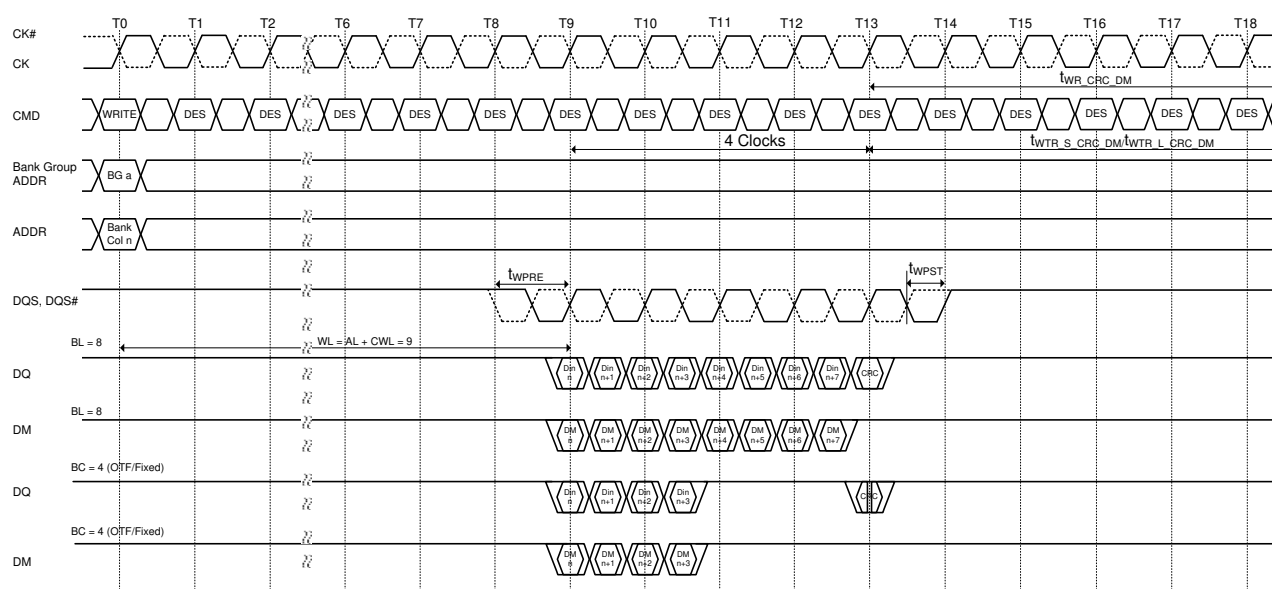 T0 T1 T2 T6 T7 T8 T9 T10 T11 T12 T13 T14 T15 T16 T17 T18
CK#
CK
tWR_CRC_DM
CMD WRITE DES DES DES DES DES DES DES DES DES DES DES DES DES DES DES
4 Clocks tWTR_S_CRC_DM/tWTR_L_CRC_DM
Bank Group
ADDR
BG a
ADDR
Bank
Col n
tWPRE tWPST
DQS, DQS#
BL = 8 WL = AL + CWL = 9
DQ
Din n Din n+1 Din n+2 Din n+3 Din n+4 Din n+5 Din n+6 Din n+7 CRC
BL = 8
DM
DM n DM n+1 DM n+2 DM n+3 DM n+4 DM n+5 DM n+6 DM n+7
BC = 4 (OTF/Fixed)
DQ
Din n Din n+1 Din n+2 Din n+3 CRC
BC = 4 (OTF/Fixed)
DM
DM n DM n+1 DM n+2 DM n+3